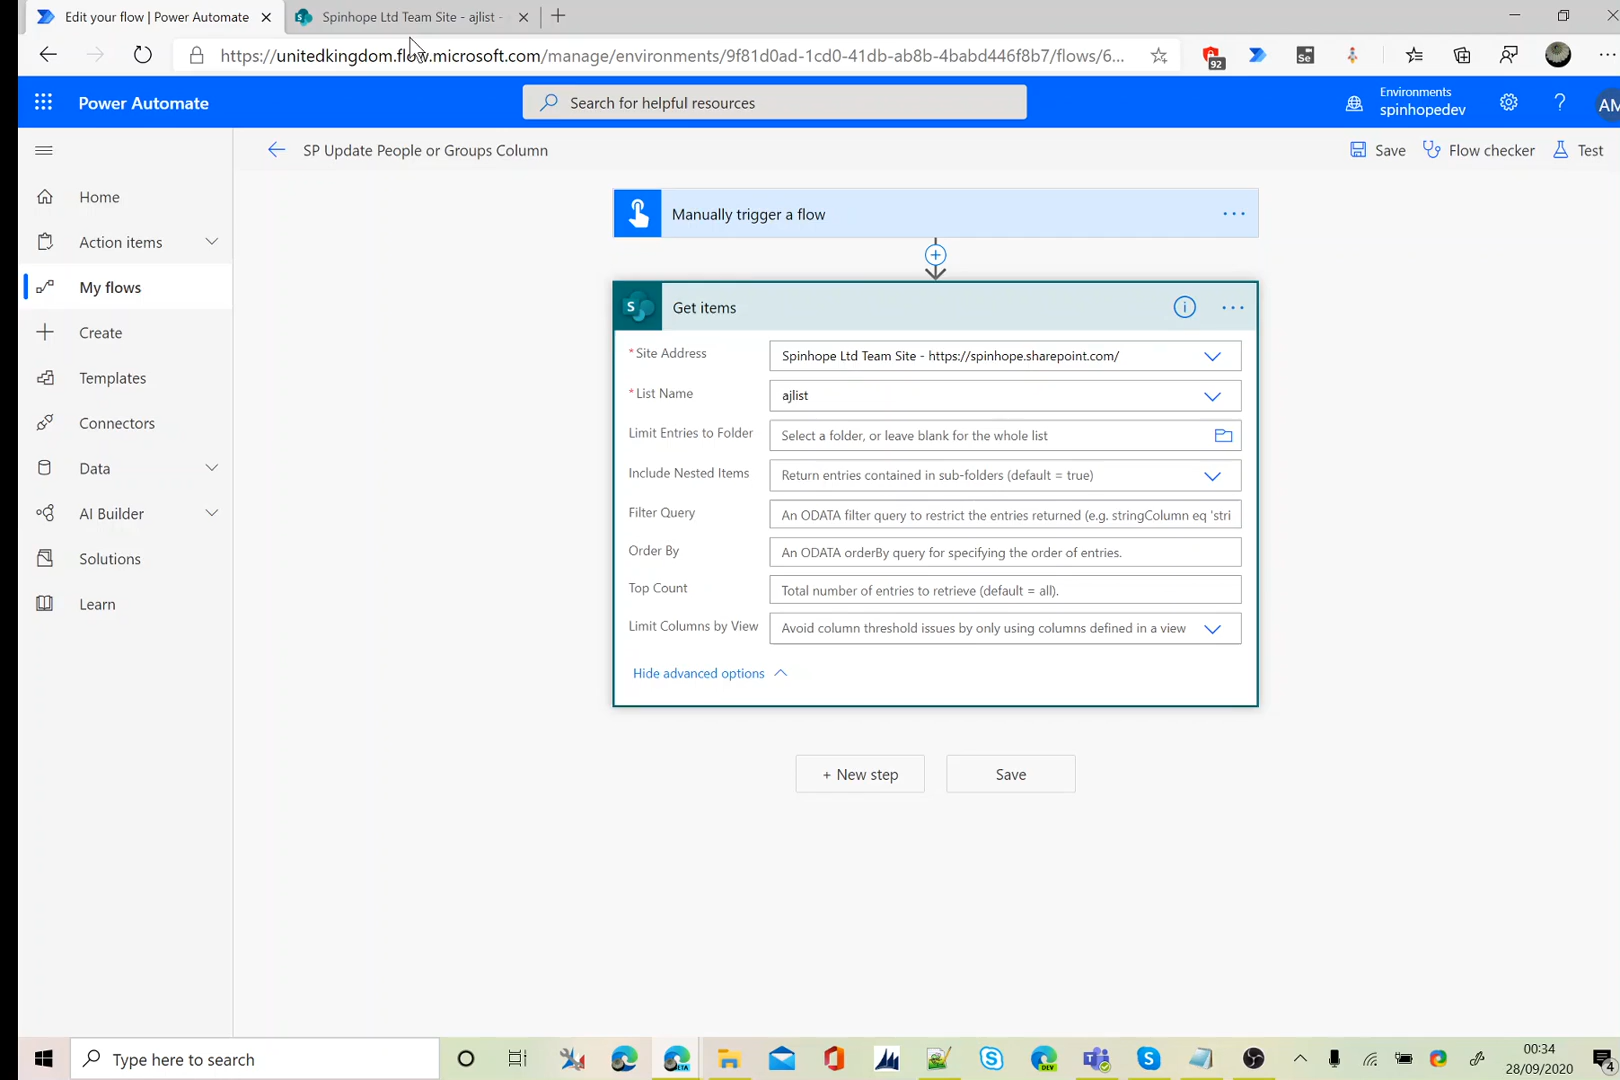 Edit your flow | Power Automate
Spinhope Ltd Team Site - ajlist -
https://unitedkingdom.flow.microsoft.com/manage/environments/9f81d0ad-1cd0-41db-ab8b-4babd446f8b7/flows/6...
92
Se
Power Automate
Search for helpful resources
Environments
spinhopedev
?
AM
SP Update People or Groups Column
Save
Flow checker
Test
Home
Action items
My flows
Create
Templates
Connectors
Data
AI Builder
Solutions
Learn
Manually trigger a flow
S
Get items
*Site Address
Spinhope Ltd Team Site - https://spinhope.sharepoint.com/
*List Name
ajlist
Limit Entries to Folder
Select a folder, or leave blank for the whole list
Include Nested Items
Return entries contained in sub-folders (default = true)
Filter Query
An ODATA filter query to restrict the entries returned (e.g. stringColumn eq 'stri
Order By
An ODATA orderBy query for specifying the order of entries.
Top Count
Total number of entries to retrieve (default = all).
Limit Columns by View
Avoid column threshold issues by only using columns defined in a view
Hide advanced options
+ New step
Save
Type here to search
BETA
DEV
00:34
28/09/2020
4